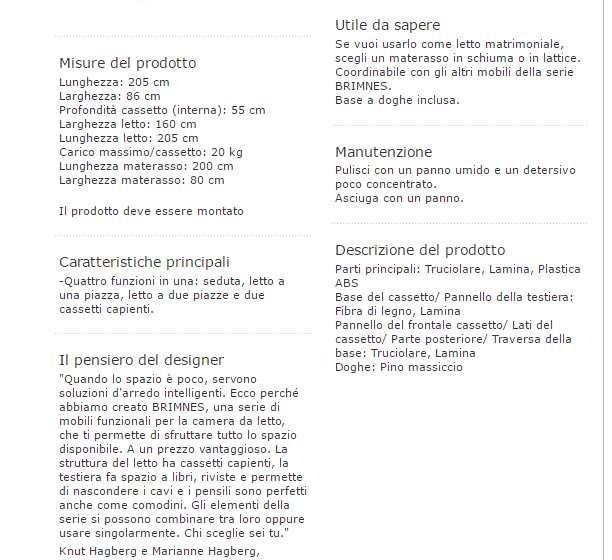 Misure del prodotto
Lunghezza: 205 cm
Larghezza: 86 cm
Profondità cassetto (interna): 55 cm
Larghezza letto: 160 cm
Lunghezza letto: 205 cm
Carico massimo/cassetto: 20 kg
Lunghezza materasso: 200 cm
Larghezza materasso: 80 cm
Il prodotto deve essere montato
Caratteristiche principali
-Quattro funzioni in una: seduta, letto a
una piazza, letto a due piazze e due
cassetti capienti.
Il pensiero del designer
"Quando lo spazio è poco, servono
soluzioni d'arredo intelligenti. Ecco perché
abbiamo creato BRIMNES, una serie di
mobili funzionali per la camera da letto,
che ti permette di sfruttare tutto lo spazio
disponibile. A un prezzo vantaggioso. La
struttura del letto ha cassetti capienti, la
testiera fa spazio a libri, riviste e permette
di nascondere i cavi e i pensili sono perfetti
anche come comodini. Gli elementi della
serie si possono combinare tra loro oppure
usare singolarmente. Chi sceglie sei tu."
Knut Hagberg e Marianne Hagberg,
Utile da sapere
Se vuoi usarlo come letto matrimoniale,
scegli un materasso in schiuma o in lattice.
Coordinabile con gli altri mobili della serie
BRIMNES.
Base a doghe inclusa.
Manutenzione
Pulisci con un panno umido e un detersivo
poco concentrato.
Asciuga con un panno.
Descrizione del prodotto
Parti principali: Truciolare, Lamina, Plastica
ABS
Base del cassetto/ Pannello della testiera:
Fibra di legno, Lamina
Pannello del frontale cassetto/ Lati del
cassetto/ Parte posteriore/ Traversa della
base: Truciolare, Lamina
Doghe: Pino massiccio